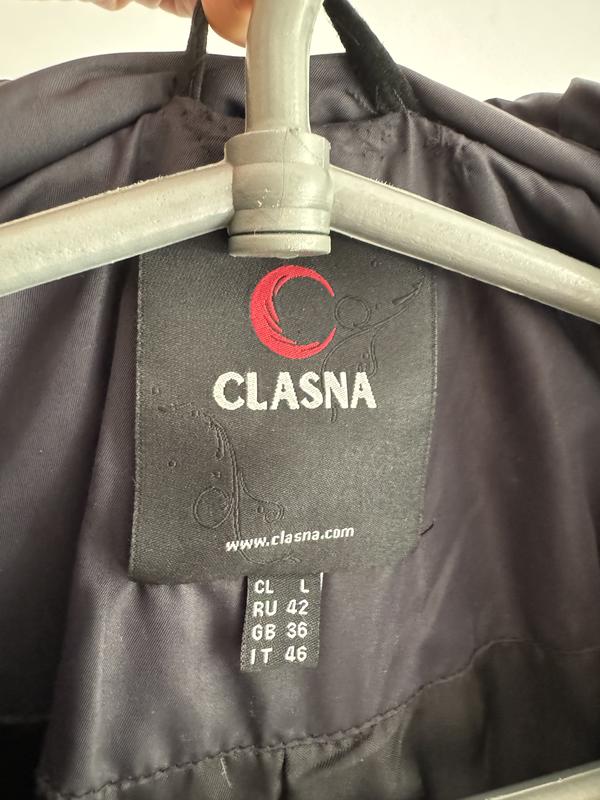 CLASNA
www.clasna.com
CL L
RU 42
GB 36
IT 46